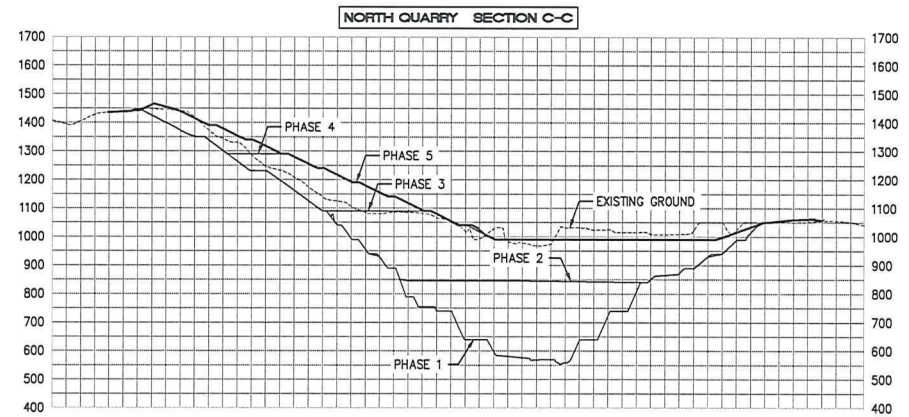 NORTH QUARRY SECTION C-C
1700 1700
1600 1600
1500 1500
1400 1400
1300 1300
1200 1200
1100 1100
1000 1000
900 900
800 800
700 700
600 600
500 500
400 400
PHASE 4
PHASE 5
PHASE 3
EXISTING GROUND
PHASE 2
PHASE 1